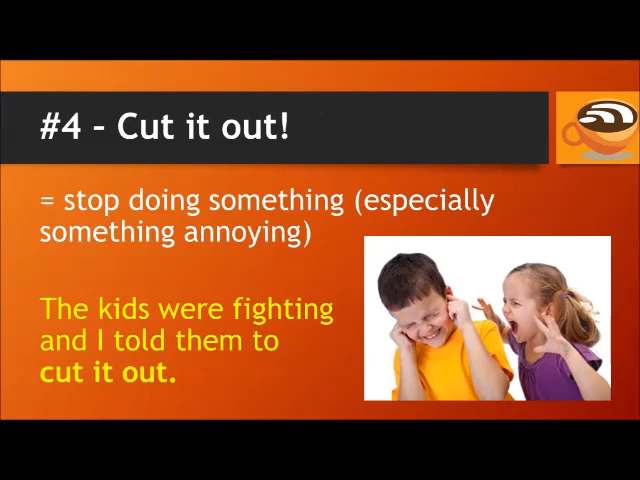 #4 – Cut it out!
= stop doing something (especially
something annoying)
The kids were fighting
and I told them to
cut it out.